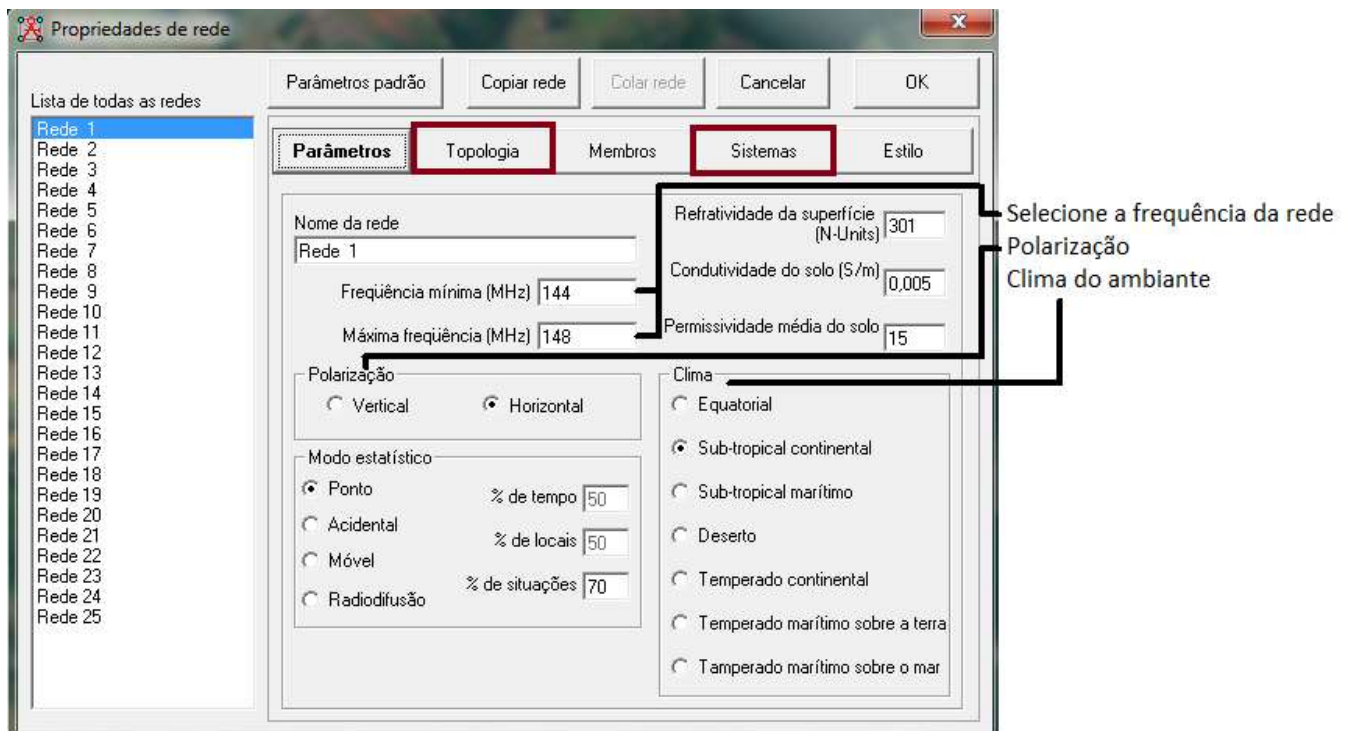 Propriedades de rede
X
Parâmetros padrão
Copiar rede
Colar rede
Cancelar
OK
Lista de todas as redes
Rede 1
Rede 2
Rede 3
Rede 4
Rede 5
Rede 6
Rede 7
Rede 8
Rede 9
Rede 10
Rede 11
Rede 12
Rede 13
Rede 14
Rede 15
Rede 16
Rede 17
Rede 18
Rede 19
Rede 20
Rede 21
Rede 22
Rede 23
Rede 24
Rede 25
Parâmetros
Topologia
Membros
Sistemas
Estilo
Nome da rede
Rede 1
Freqüência mínima (MHz) 144
Máxima freqüência (MHz) 148
Refratividade da superfície
(N-Units) 301
Condutividade do solo (S/m) 0,005
Permissividade média do solo 15
Polarização
Vertical
Horizontal
Modo estatístico
Ponto
Acidental
Móvel
Radiodifusão
% de tempo 50
% de locais 50
% de situações 70
Clima
Equatorial
Sub-tropical continental
Sub-tropical marítimo
Deserto
Temperado continental
Temperado marítimo sobre a terra
Tamperado marítimo sobre o mar
Selecione a frequência da rede
Polarização
Clima do ambiante